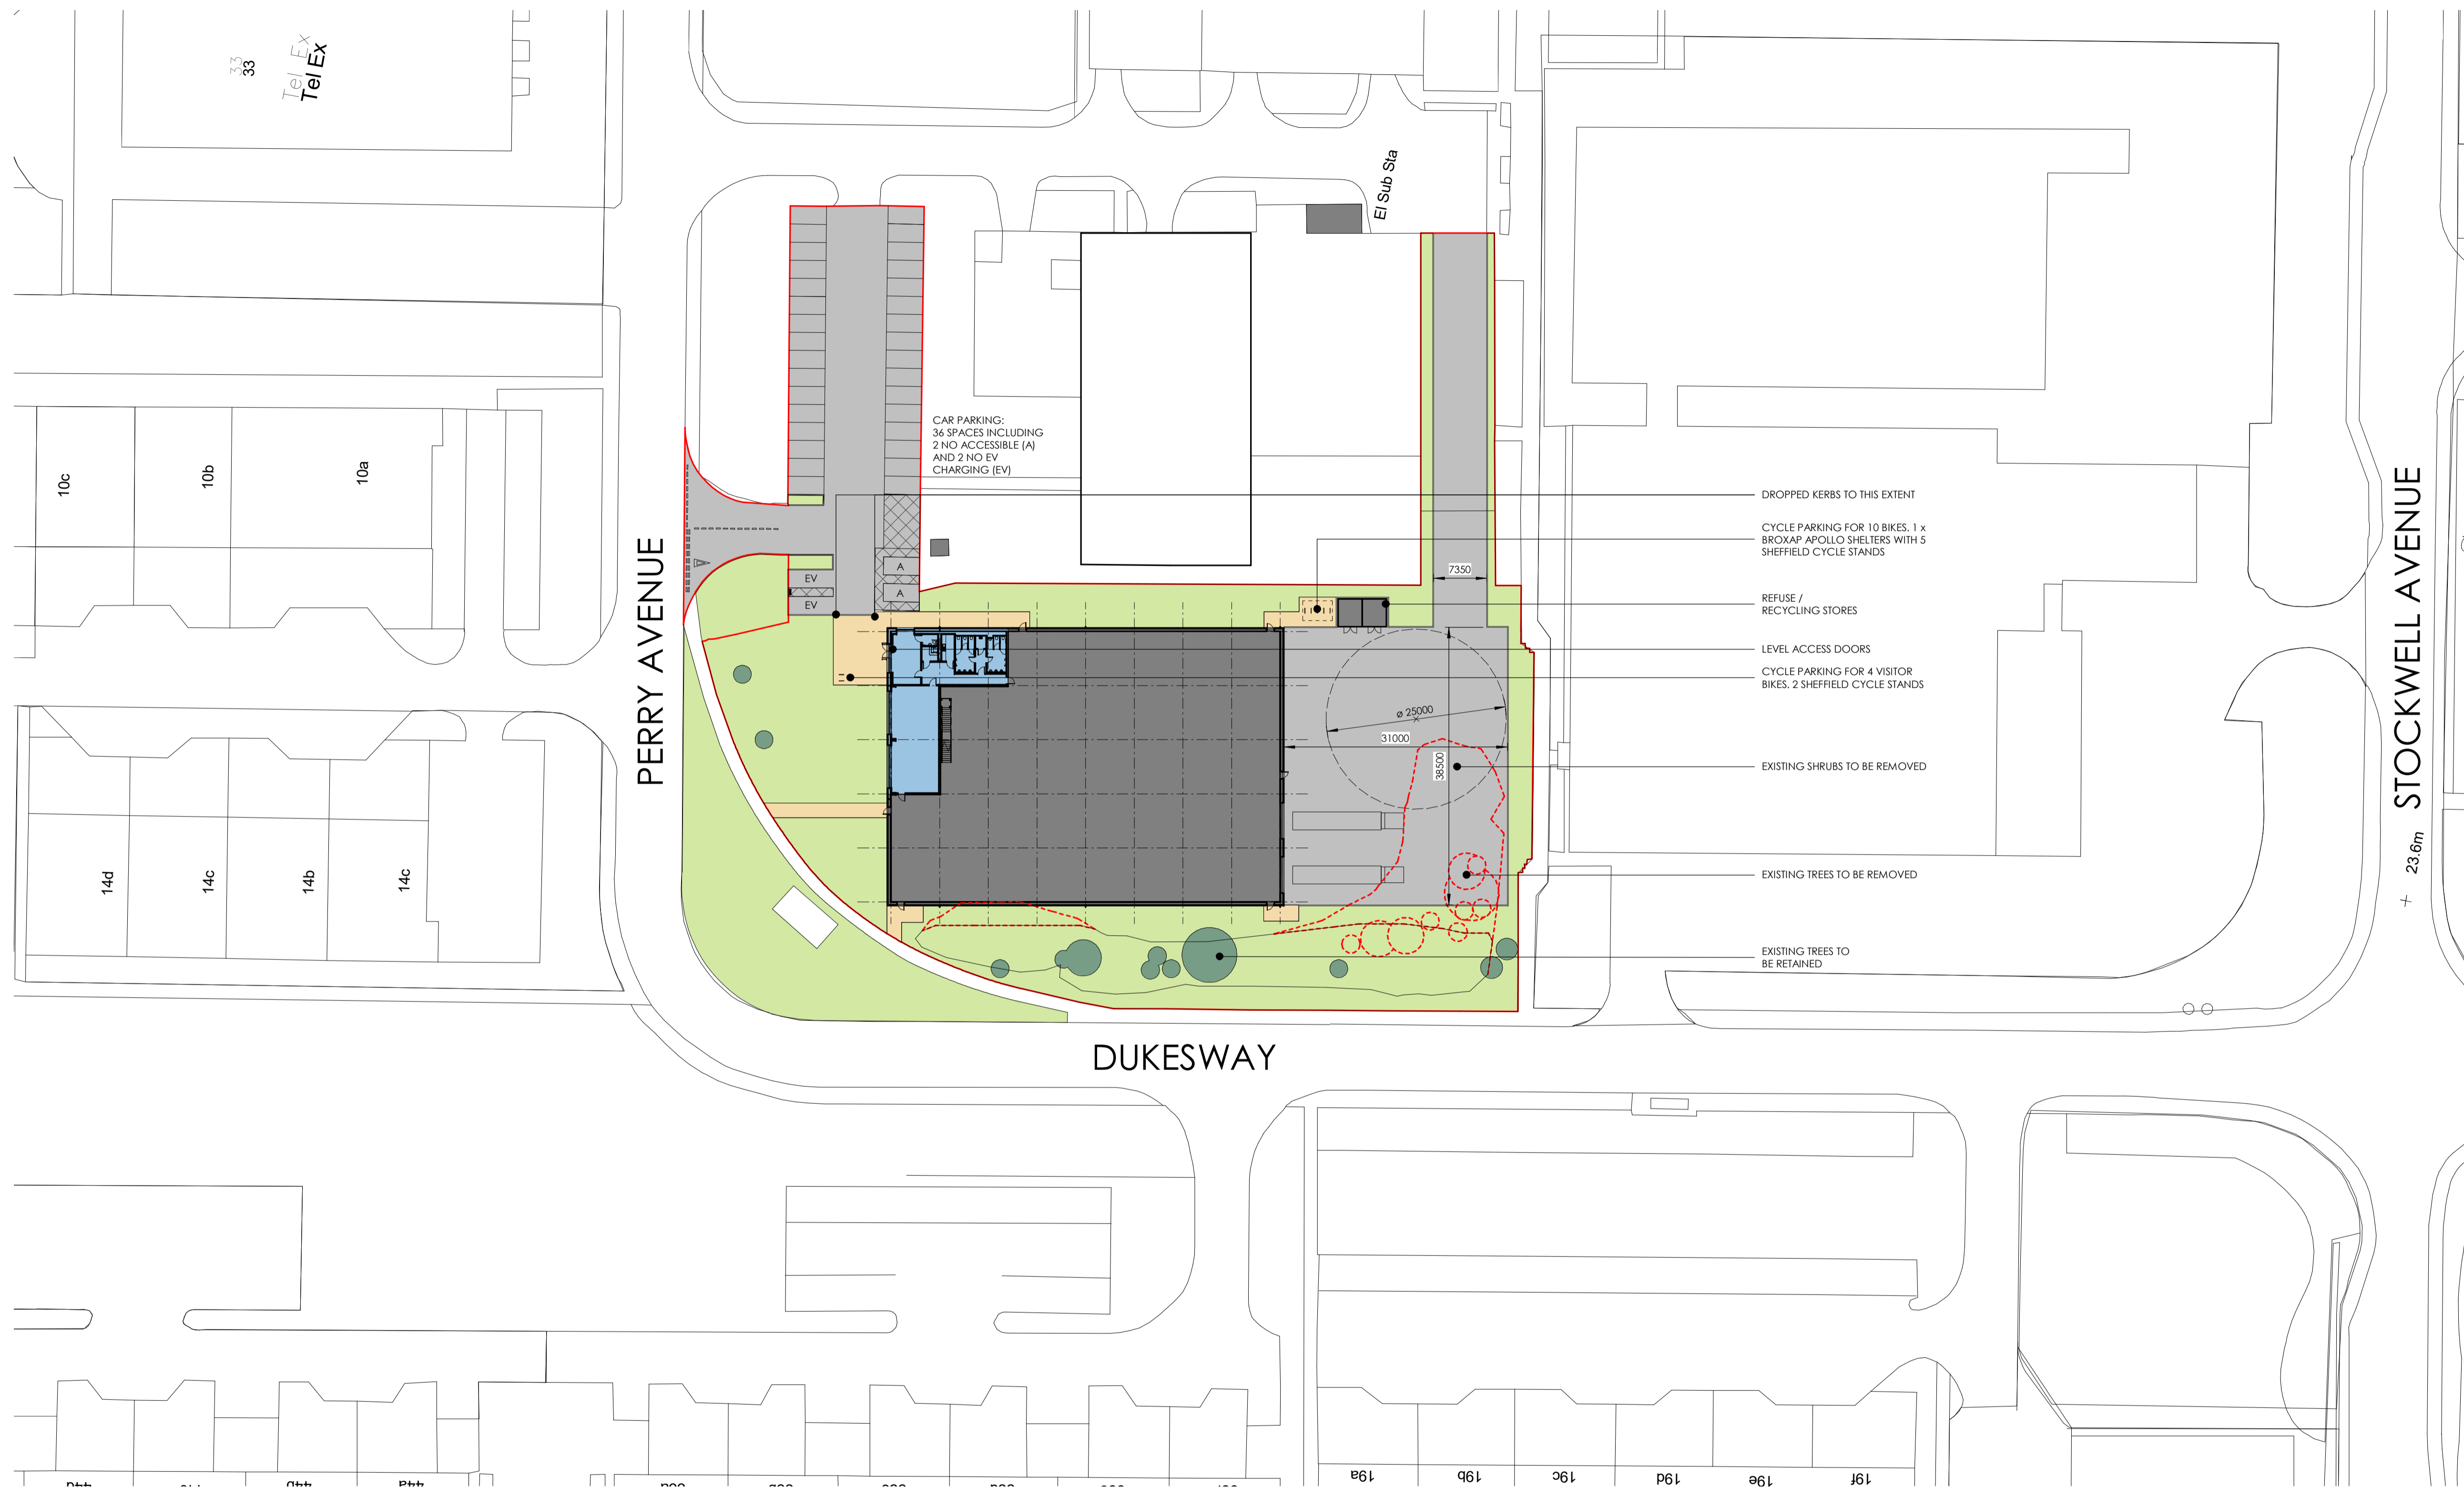 33
33
Tel Ex
Tel Ex
El Sub Sta
10c
10b
10a
CAR PARKING:
36 SPACES INCLUDING
2 NO ACCESSIBLE (A)
AND 2 NO EV
CHARGING (EV)
DROPPED KERBS TO THIS EXTENT
CYCLE PARKING FOR 10 BIKES. 1 x
BROXAP APOLLO SHELTERS WITH 5
SHEFFIELD CYCLE STANDS
7350
EV
EV
A
A
REFUSE /
RECYCLING STORES
LEVEL ACCESS DOORS
CYCLE PARKING FOR 4 VISITOR
BIKES. 2 SHEFFIELD CYCLE STANDS
PERRY AVENUE
STOCKWELL AVENUE
ø 25000
31000
38500
EXISTING SHRUBS TO BE REMOVED
EXISTING TREES TO BE REMOVED
14d
14c
14b
14c
23.6m
EXISTING TREES TO
BE RETAINED
DUKESWAY
44b
44a
19a
19b
19c
19d
19e
19f